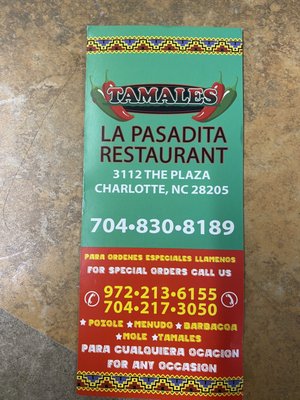 TAMALES
LA PASADITA
RESTAURANT
3112 THE PLAZA
CHARLOTTE, NC 28205
704•830•8189
PARA ORDENES ESPECIALES LLAMENOS
FOR SPECIAL ORDERS CALL US
972•213•6155
704•217•3050
★POZOLE ★MENUDO ★BARBACOA
★MOLE ★TAMALES
PARA CUALQUIERA OCACION
FOR ANY OCCASION